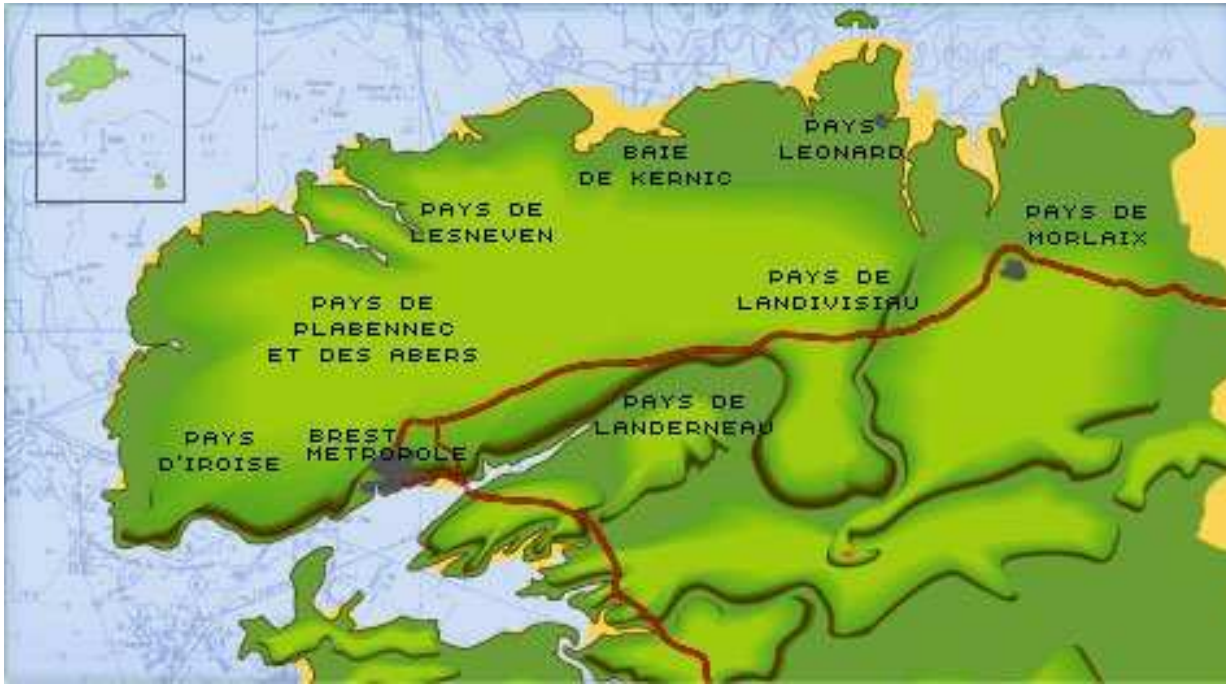 PAYS
LEONARD
BAIE
DE KERNIC
PAYS DE
LESNEVEN
PAYS DE
MORLAIX
PAYS DE
LANDIVISIAU
PAYS DE
PLABENNEC
ET DES ABERS
PAYS DE
LANDERNEAU
PAYS
D'IROISE
BREST
METROPOLE